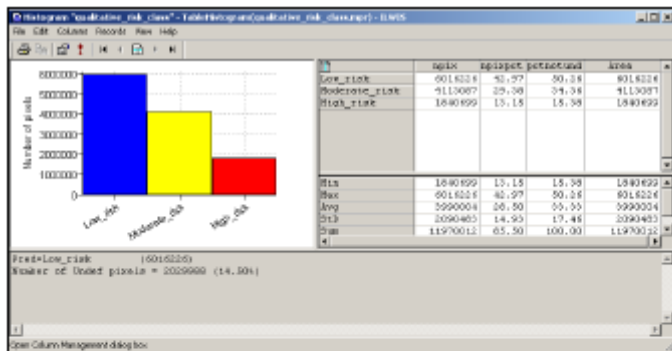 Histogram "qualitative_risk_class" - TableHistogram(qualitative_risk_class.mpr) - ILWIS
File Edit Columns Records View Help
Number of pixels
6000000
5000000
4000000
3000000
2000000
1000000
0
Low_risk
Moderate_risk
High_risk
npix npixpct pctnotund Area
Low_risk 6016226 42.97 50.26 6016226
Moderate_risk 4113087 29.38 34.36 4113087
High_risk 1840699 13.15 15.38 1840699
Min 1840699 13.15 15.38 1840699
Max 6016226 42.97 50.26 6016226
Avg 3990004 28.50 33.33 3990004
StD 2090483 14.93 17.46 2090483
Sum 11970012 85.50 100.00 11970012
Pred=Low_risk (6016226)
Number of Undef pixels = 2029988 (14.50%)
Open Column Management dialog box